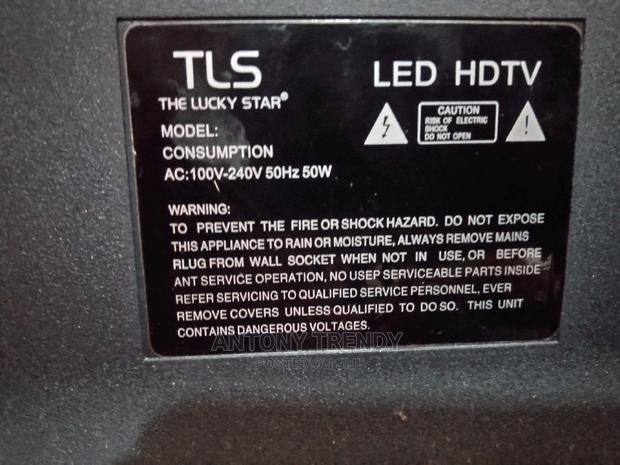 TLS
THE LUCKY STAR®
LED HDTV
CAUTION
RISK OF ELECTRIC
SHOCK
DO NOT OPEN
MODEL:
CONSUMPTION
AC:100V-240V 50Hz 50W
WARNING:
TO PREVENT THE FIRE OR SHOCK HAZARD. DO NOT EXPOSE
THIS APPLIANCE TO RAIN OR MOISTURE, ALWAYS REMOVE MAINS
RLUG FROM WALL SOCKET WHEN NOT IN USE, OR BEFORE
ANT SERVICE OPERATION, NO USEP SERVICEABLE PARTS INSIDE
REFER SERVICING TO QUALIFIED SERVICE PERSONNEL, EVER
REMOVE COVERS UNLESS QUALIFIED TO DO SO. THIS UNIT
CONTAINS DANGEROUS VOLTAGES.
ANTONY TRENDY
POSTED ON JIJI